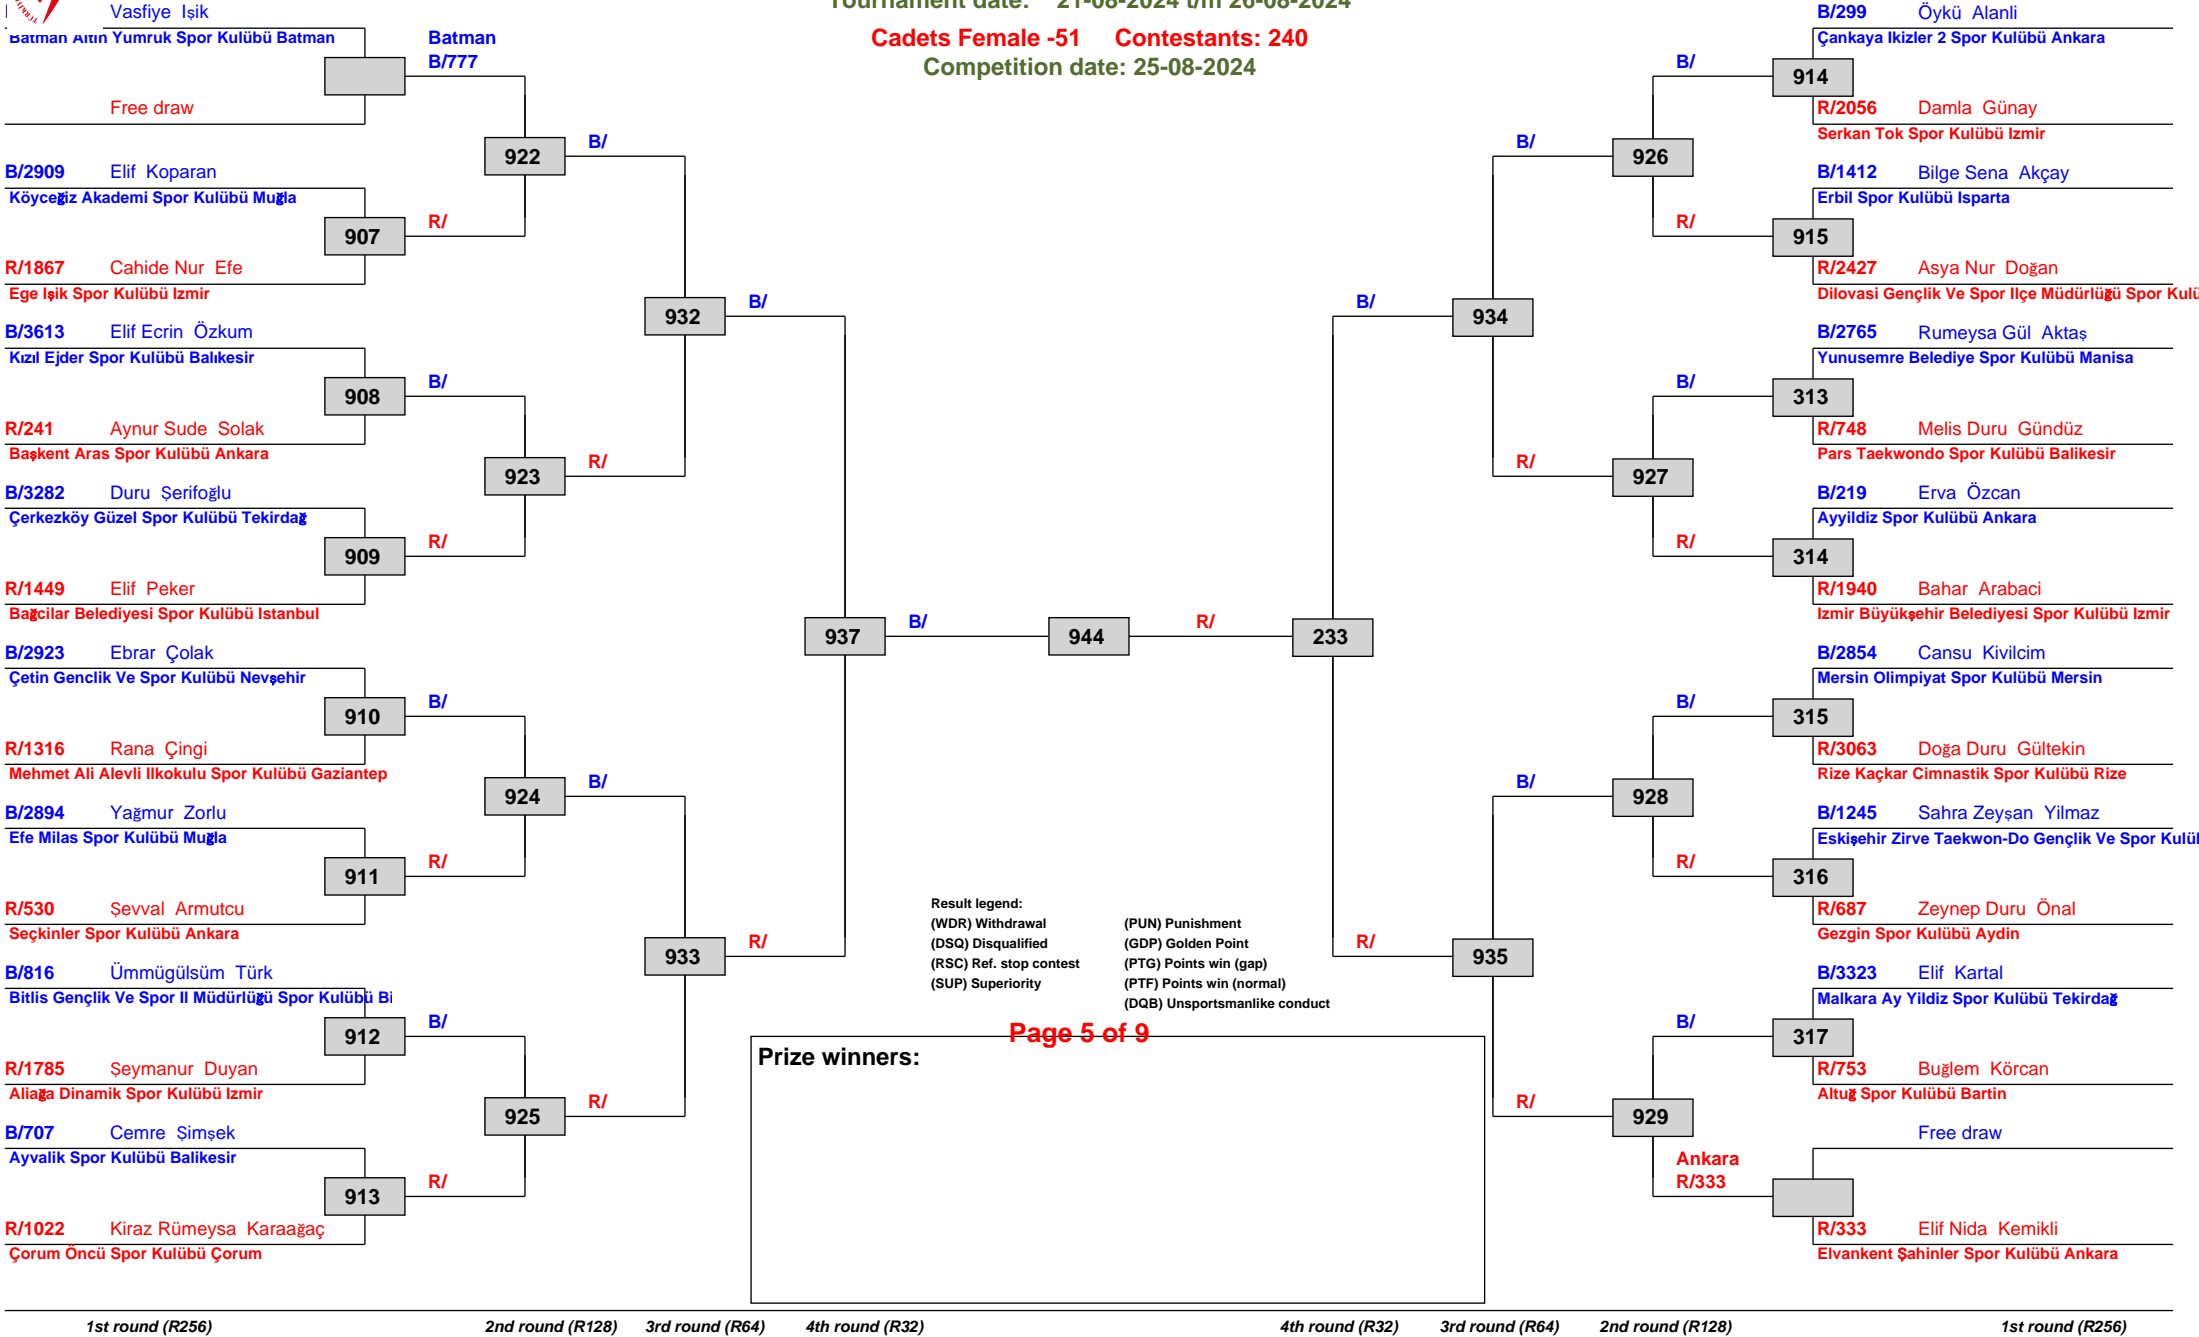 Tournament date: 21-08-2024 t/m 26-08-2024
Cadets Female -51 Contestants: 240
Competition date: 25-08-2024
Vasfiye Işik
Batman Altin Yumruk Spor Kulübü Batman
Free draw
B/2909 Elif Koparan
Köyceğiz Akademi Spor Kulübü Muğla
907
R/1867 Cahide Nur Efe
Ege Işik Spor Kulübü Izmir
B/3613 Elif Ecrin Özkum
Kızıl Ejder Spor Kulübü Balıkesir
908
R/241 Aynur Sude Solak
Başkent Aras Spor Kulübü Ankara
B/3282 Duru Şerifoğlu
Çerkezköy Güzel Spor Kulübü Tekirdağ
909
R/1449 Elif Peker
Bağcilar Belediyesi Spor Kulübü Istanbul
B/2923 Ebrar Çolak
Çetin Genclik Ve Spor Kulübü Nevşehir
910
R/1316 Rana Çingi
Mehmet Ali Alevli Ilkokulu Spor Kulübü Gaziantep
B/2894 Yağmur Zorlu
Efe Milas Spor Kulübü Muğla
911
R/530 Şevval Armutcu
Seçkinler Spor Kulübü Ankara
B/816 Ümmügülsüm Türk
Bitlis Gençlik Ve Spor Il Müdürlüğü Spor Kulübü Bi
912
R/1785 Şeymanur Duyan
Aliağa Dinamik Spor Kulübü Izmir
B/707 Cemre Şimşek
Ayvalik Spor Kulübü Balikesir
913
R/1022 Kiraz Rümeysa Karaağaç
Çorum Öncü Spor Kulübü Çorum
Batman
B/777
922
R/
B/
923
R/
B/
924
R/
B/
925
R/
B/
932
R/
B/
933
R/
B/
937
R/
B/
944
R/
233
B/
R/
B/
934
R/
B/
935
R/
B/
926
R/
B/
927
R/
B/
928
R/
B/
929
Ankara
R/333
B/299 Öykü Alanli
Çankaya Ikizler 2 Spor Kulübü Ankara
914
R/2056 Damla Günay
Serkan Tok Spor Kulübü Izmir
B/1412 Bilge Sena Akçay
Erbil Spor Kulübü Isparta
915
R/2427 Asya Nur Doğan
Dilovasi Gençlik Ve Spor Ilçe Müdürlüğü Spor Kulü
B/2765 Rumeysa Gül Aktaş
Yunusemre Belediye Spor Kulübü Manisa
313
R/748 Melis Duru Gündüz
Pars Taekwondo Spor Kulübü Balikesir
B/219 Erva Özcan
Ayyildiz Spor Kulübü Ankara
314
R/1940 Bahar Arabaci
Izmir Büyükşehir Belediyesi Spor Kulübü Izmir
B/2854 Cansu Kivilcim
Mersin Olimpiyat Spor Kulübü Mersin
315
R/3063 Doğa Duru Gültekin
Rize Kaçkar Cimnastik Spor Kulübü Rize
B/1245 Sahra Zeyşan Yilmaz
Eskişehir Zirve Taekwon-Do Gençlik Ve Spor
316
R/687 Zeynep Duru Önal
Gezgin Spor Kulübü Aydin
B/3323 Elif Kartal
Malkara Ay Yildiz Spor Kulübü Tekirdağ
317
R/753 Buğlem Körcan
Altuğ Spor Kulübü Bartin
Free draw
R/333 Elif Nida Kemikli
Elvankent Şahinler Spor Kulübü Ankara
Result legend:
(WDR) Withdrawal (PUN) Punishment
(DSQ) Disqualified (GDP) Golden Point
(RSC) Ref. stop contest (PTG) Points win (gap)
(SUP) Superiority (PTF) Points win (normal)
(DQB) Unsportsmanlike conduct
Page 5 of 9
Prize winners:
1st round (R256) 2nd round (R128) 3rd round (R64) 4th round (R32) 4th round (R32) 3rd round (R64) 2nd round (R128) 1st round (R256)